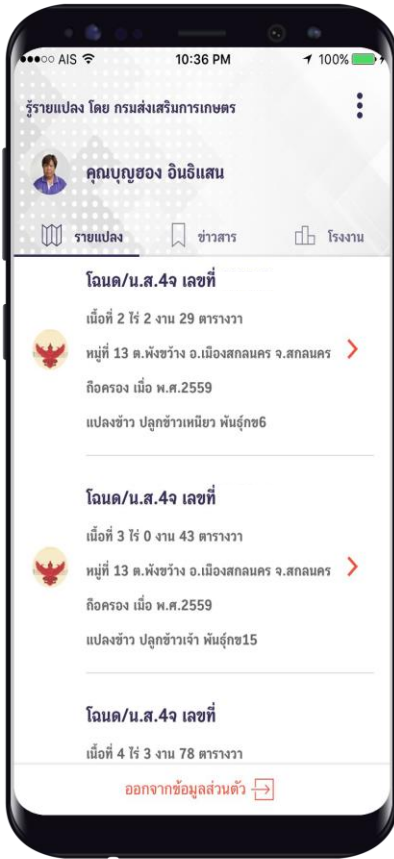 AIS 10:36 PM 100%
รู้รายแปลง โดย กรมส่งเสริมการเกษตร
คุณบุญฮอง อินธิแสน
รายแปลง ข่าวสาร โรงงาน
โฉนด/น.ส.4จ เลขที่
เนื้อที่ 2 ไร่ 2 งาน 29 ตารางวา
หมู่ที่ 13 ต.พังขว้าง อ.เมืองสกลนคร จ.สกลนคร
ถือครอง เมื่อ พ.ศ.2559
แปลงข้าว ปลูกข้าวเหนียว พันธุ์กข6
โฉนด/น.ส.4จ เลขที่
เนื้อที่ 3 ไร่ 0 งาน 43 ตารางวา
หมู่ที่ 13 ต.พังขว้าง อ.เมืองสกลนคร จ.สกลนคร
ถือครอง เมื่อ พ.ศ.2559
แปลงข้าว ปลูกข้าวเจ้า พันธุ์กข15
โฉนด/น.ส.4จ เลขที่
เนื้อที่ 4 ไร่ 3 งาน 78 ตารางวา
ออกจากข้อมูลส่วนตัว